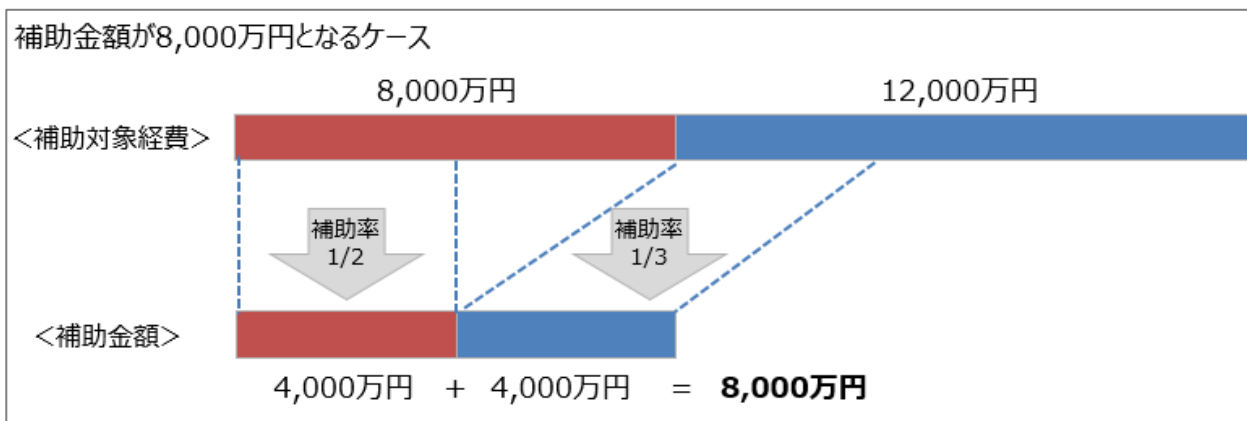 補助金額が8,000万円となるケース
8,000万円
12,000万円
＜補助対象経費＞
補助率
1/2
補助率
1/3
＜補助金額＞
4,000万円 + 4,000万円 = 8,000万円